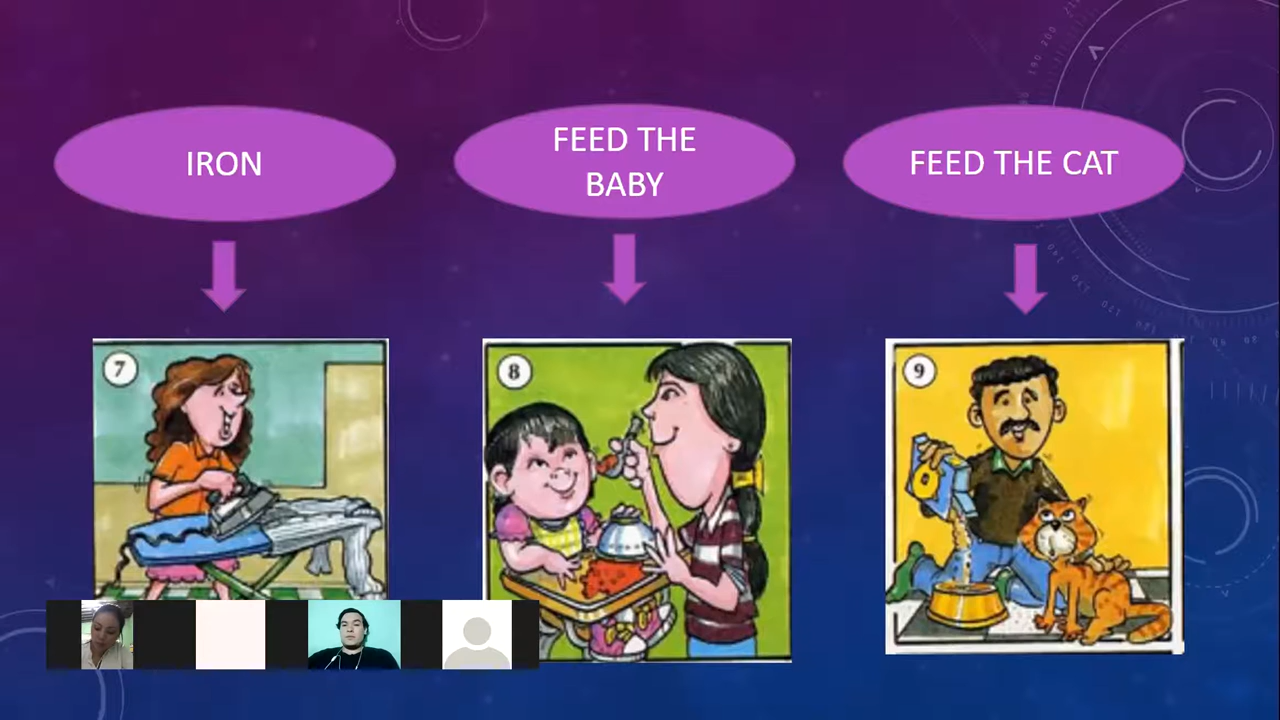 IRON
FEED THE
BABY
FEED THE CAT
7
8
9